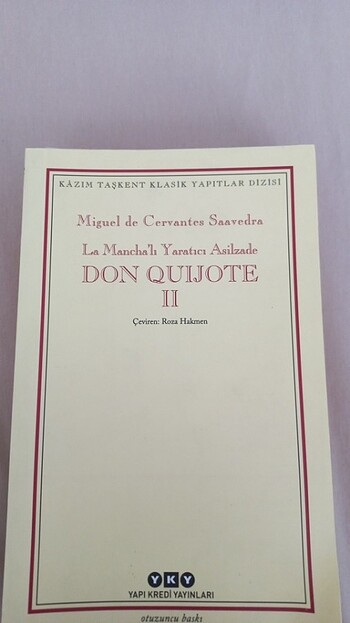 KÂZIM TAŞKENT KLASİK YAPITLAR DİZİSİ
Miguel de Cervantes Saavedra
La Mancha'lı Yaratıcı Asilzade
DON QUIJOTE
II
Çeviren: Roza Hakmen
YKY
YAPI KREDİ YAYINLARI
otuzuncu baskı